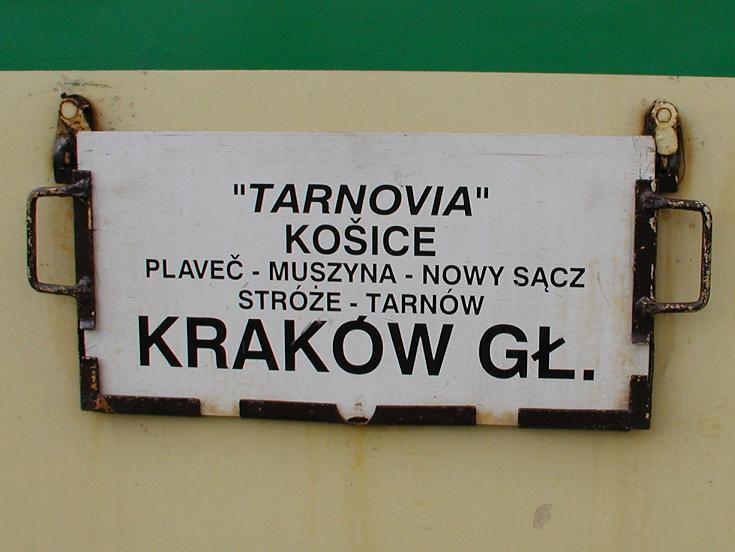 "TARNOVIA"
KOŠICE
PLAVEČ - MUSZYNA - NOWY SĄCZ
STRÓŻE - TARNÓW
KRAKÓW GŁ.